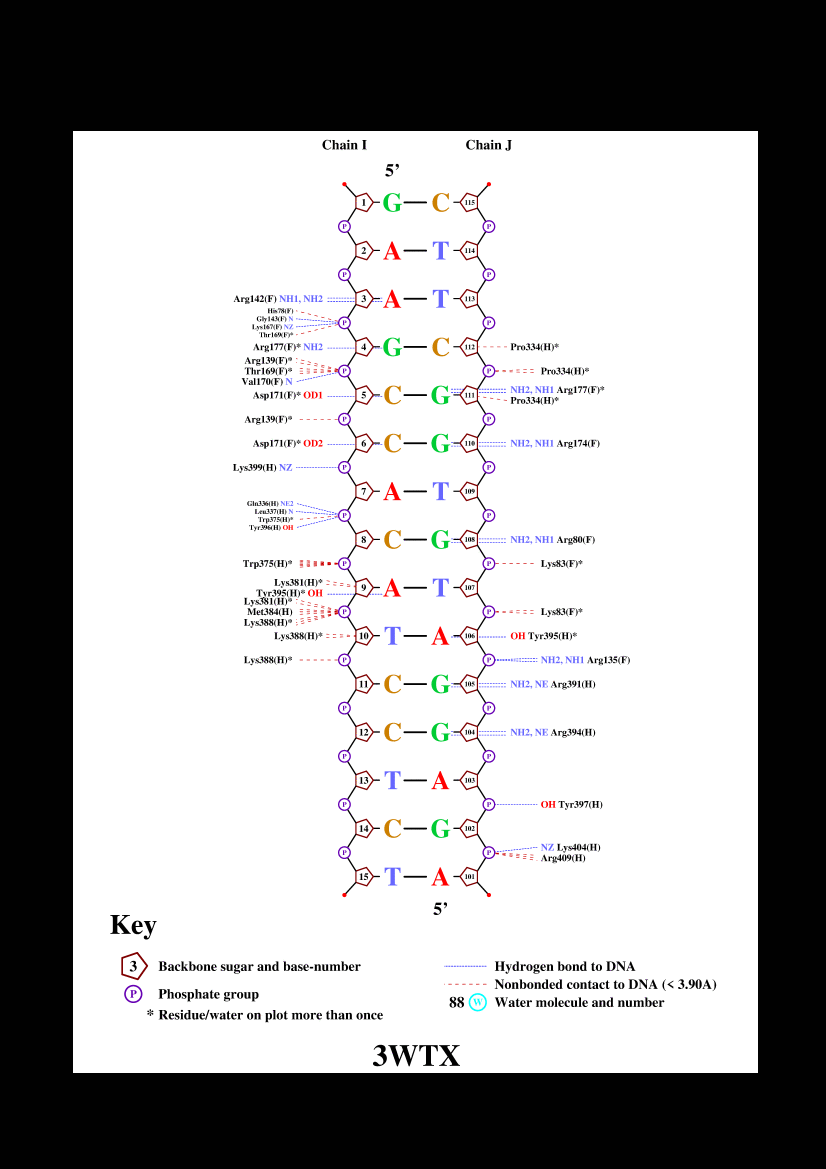 Chain I Chain J
5’
1 G C 115
P P
2 A T 114
P P
Arg142(F) NH1, NH2 3 A T 113
His78(F)
Gly143(F) N
P P
Lys167(F) NZ
Thr169(F)*
Arg177(F)* NH2 4 G C 112 Pro334(H)*
Arg139(F)*
Thr169(F)* P P Pro334(H)*
Val170(F) N
NH2, NH1 Arg177(F)*
Asp171(F)* OD1 5 C G 111
Pro334(H)*
Arg139(F)* P P
Asp171(F)* OD2 6 C G 110 NH2, NH1 Arg174(F)
Lys399(H) NZ P P
7 A T 109
Gln336(H) NE2
Leu337(H) N
P P
Trp375(H)*
Tyr396(H) OH
8 C G 108 NH2, NH1 Arg80(F)
Trp375(H)* P P Lys83(F)*
Lys381(H)*
9 A T 107
Tyr395(H)* OH
Lys381(H)*
Met384(H) P P Lys83(F)*
Lys388(H)*
Lys388(H)* 10 T A 106 OH Tyr395(H)*
Lys388(H)* P P NH2, NH1 Arg135(F)
11 C G 105 NH2, NE Arg391(H)
P P
12 C G 104 NH2, NE Arg394(H)
P P
13 T A 103
P P OH Tyr397(H)
14 C G 102
NZ Lys404(H)
P P
Arg409(H)
15 T A 101
5’
Key
3 Backbone sugar and base-number
Hydrogen bond to DNA
Nonbonded contact to DNA (< 3.90A)
P Phosphate group
88 W Water molecule and number
* Residue/water on plot more than once
3WTX